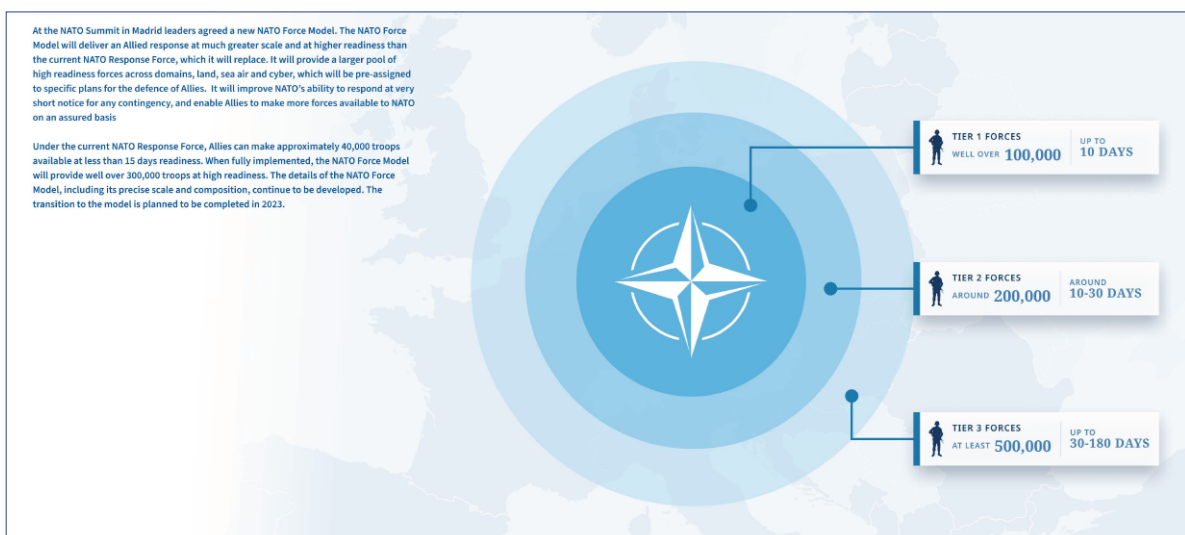 At the NATO Summit in Madrid leaders agreed a new NATO Force Model. The NATO Force
Model will deliver an Allied response at much greater scale and at higher readiness than
the current NATO Response Force, which it will replace. It will provide a larger pool of
high readiness forces across domains, land, sea air and cyber, which will be pre-assigned
to specific plans for the defence of Allies. It will improve NATO's ability to respond at very
short notice for any contingency, and enable Allies to make more forces available to NATO
on an assured basis
Under the current NATO Response Force, Allies can make approximately 40,000 troops
available at less than 15 days readiness. When fully implemented, the NATO Force Model
will provide well over 300,000 troops at high readiness. The details of the NATO Force
Model, including its precise scale and composition, continue to be developed. The
transition to the model is planned to be completed in 2023.
TIER 1 FORCES
WELL OVER 100,000
UP TO
10 DAYS
TIER 2 FORCES
AROUND 200,000
AROUND
10-30 DAYS
TIER 3 FORCES
AT LEAST 500,000
UP TO
30-180 DAYS